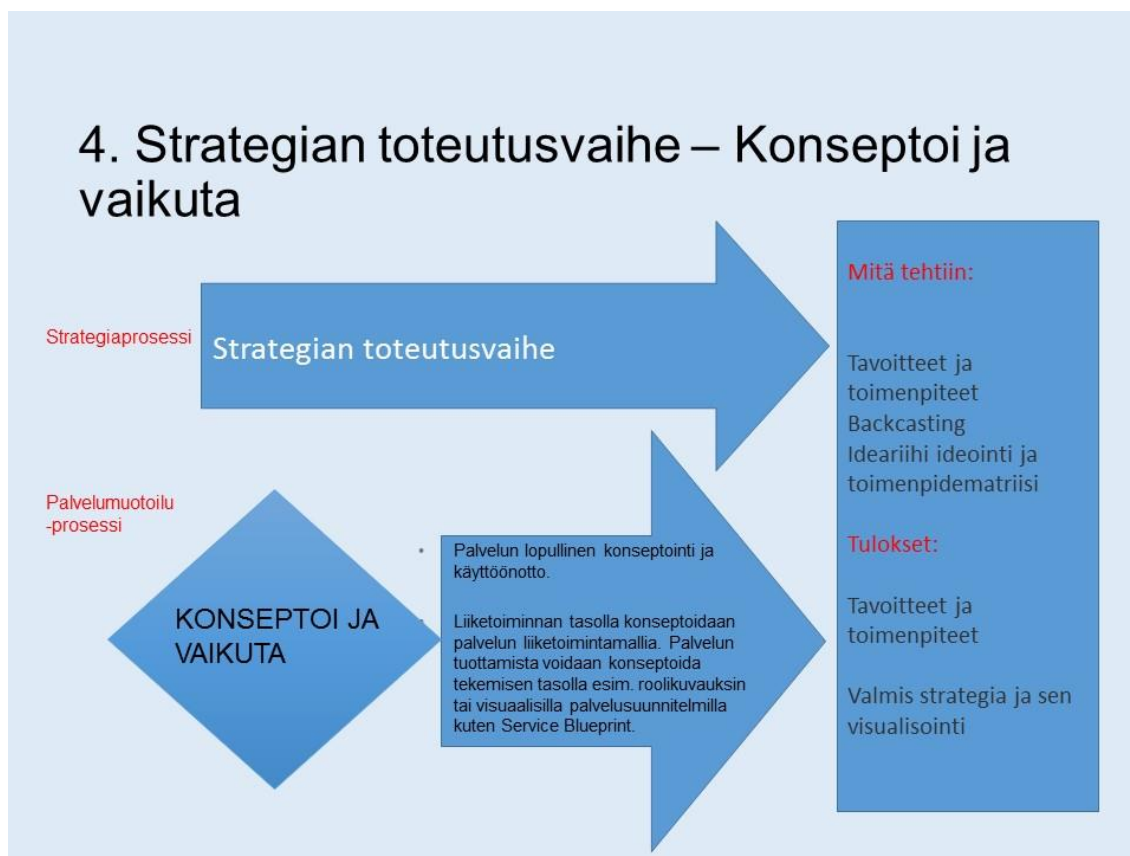 4. Strategian toteutusvaihe – Konseptoi ja
vaikuta
Strategiaprosessi
Strategian toteutusvaihe
Palvelumuotoilu
-prosessi
KONSEPTOI JA
VAIKUTA
• Palvelun lopullinen konseptointi ja
käyttöönotto.
• Liiketoiminnan tasolla konseptoidaan
palvelun liiketoimintamallia. Palvelun
tuottamista voidaan konseptoida
tekemisen tasolla esim. roolikuvauksin
tai visuaalisilla palvelusuunnitelmilla
kuten Service Blueprint.
Mitä tehtiin:
Tavoitteet ja
toimenpiteet
Backcasting
Ideariihi ideointi ja
toimenpidematriisi
Tulokset:
Tavoitteet ja
toimenpiteet
Valmis strategia ja sen
visualisointi